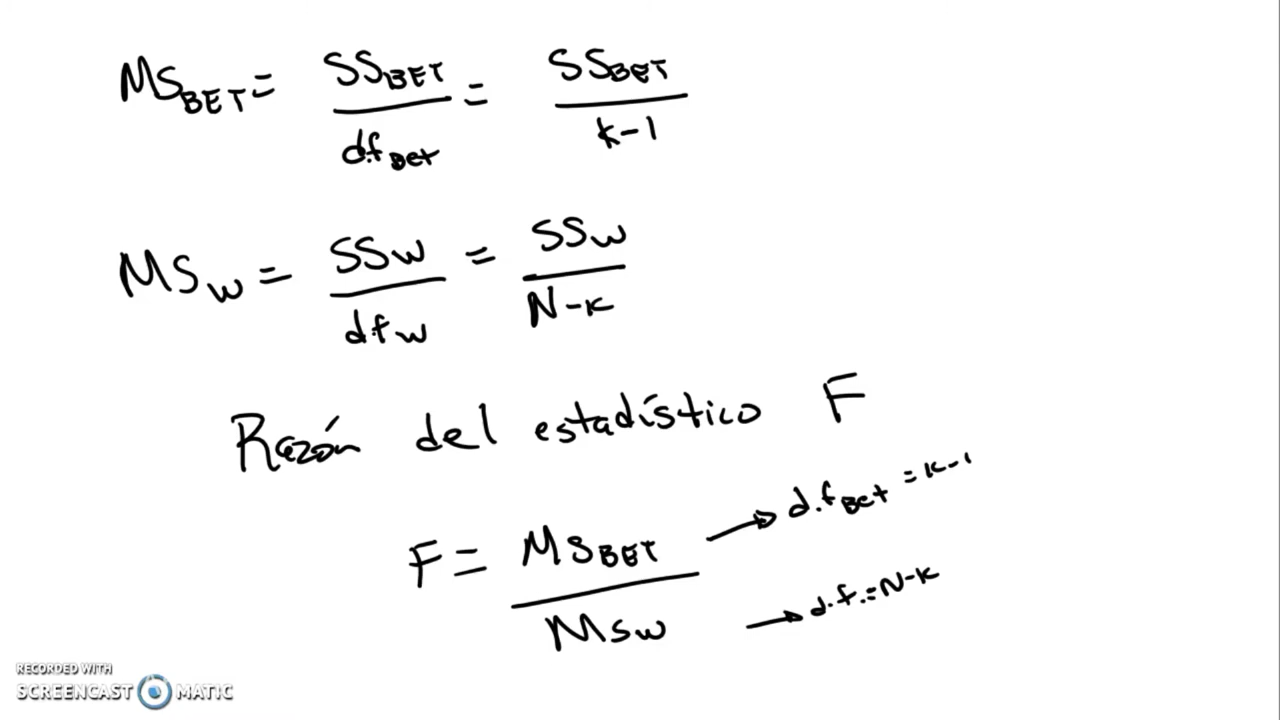 MS_BET = SS_BET / d.f_Bet = SS_BET / k-1
MS_W = SS_W / d.f_W = SS_W / N-k
Razón del estadístico F
F = MS_BET / MS_W
→ d.f_Bet = k-1
→ d.f. = N-k
RECORDED WITH
SCREENCAST MATIC